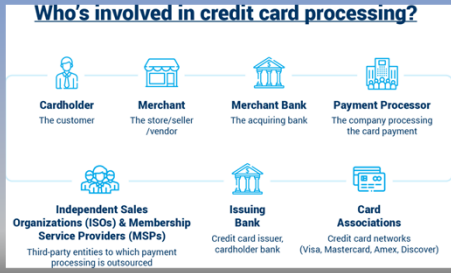 Who's involved in credit card processing?
Cardholder
The customer
Merchant
The store/seller
/vendor
Merchant Bank
The acquiring bank
Payment Processor
The company processing
the card payment
Independent Sales
Organizations (ISOs) & Membership
Service Providers (MSPs)
Third-party entities to which payment
processing is outsourced
Issuing
Bank
Credit card issuer,
cardholder bank
Card
Associations
Credit card networks
(Visa, Mastercard, Amex, Discover)